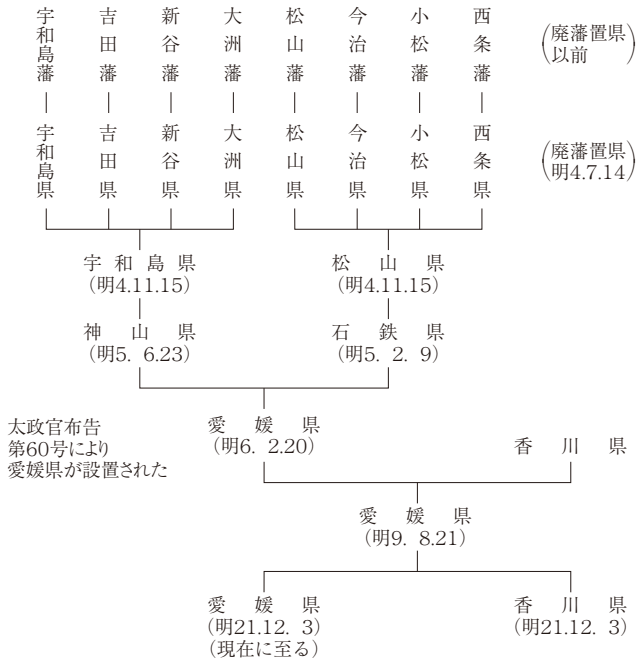 宇和島藩
吉田藩
新谷藩
大洲藩
松山藩
今治藩
小松藩
西条藩
(廃藩置県
以前)
宇和島県
吉田県
新谷県
大洲県
松山県
今治県
小松県
西条県
(廃藩置県
明4.7.14)
宇和島県
(明4.11.15)
松山県
(明4.11.15)
神山県
(明5. 6.23)
石鉄県
(明5. 2. 9)
太政官布告
第60号により
愛媛県が設置された
愛媛県
(明6. 2.20)
香川県
愛媛県
(明9. 8.21)
愛媛県
(明21.12. 3)
(現在に至る)
香川県
(明21.12. 3)